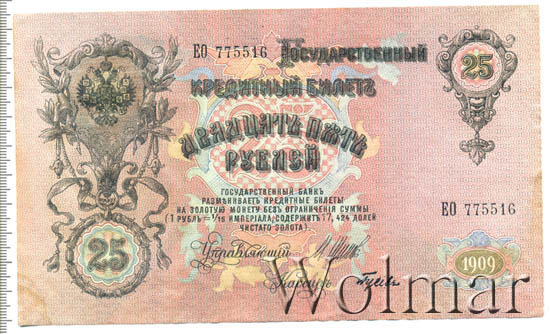 ЕО 775516
Государственный
25
Кредитный Билетъ
Двадцать пять
рублей
ГОСУДАРСТВЕННЫЙ БАНКЪ
РАЗМѢНИВАЕТЪ КРЕДИТНЫЕ БИЛЕТЫ
НА ЗОЛОТУЮ МОНЕТУ БЕЗЪ ОГРАНИЧЕНІЯ СУММЫ
(1 РУБЛЬ = 1/15 ИМПЕРІАЛА, СОДЕРЖИТЪ 17,424 ДОЛЕЙ
ЧИСТАГО ЗОЛОТА)
ЕО 775516
25
Управляющій
Кассиръ
1909
Wolmar